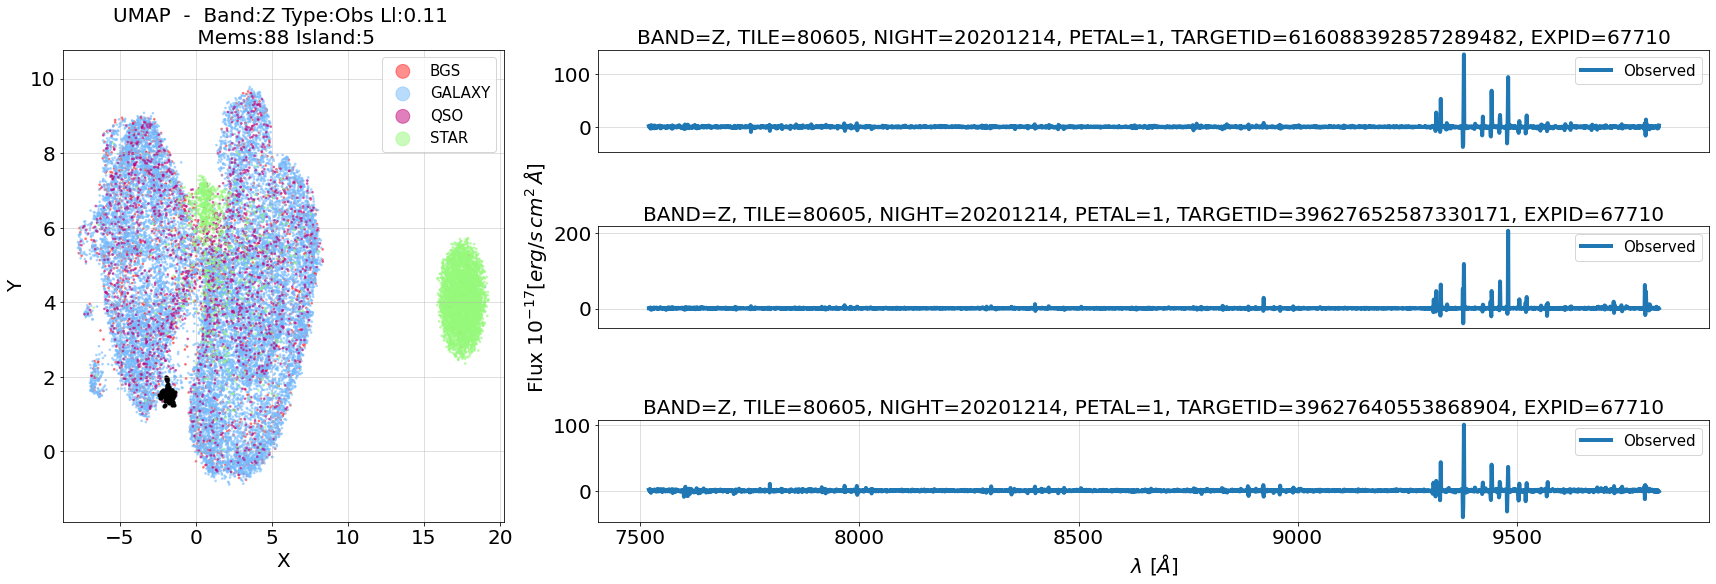 UMAP - Band:Z Type:Obs Ll:0.11
Mems:88 Island:5
BGS
GALAXY
QSO
STAR
10
8
6
4
2
0
Y
−5
0
5
10
15
20
X
BAND=Z, TILE=80605, NIGHT=20201214, PETAL=1, TARGETID=616088392857289482, EXPID=67710
Observed
100
0
BAND=Z, TILE=80605, NIGHT=20201214, PETAL=1, TARGETID=39627652587330171, EXPID=67710
Observed
200
0
BAND=Z, TILE=80605, NIGHT=20201214, PETAL=1, TARGETID=39627640553868904, EXPID=67710
Observed
100
0
Flux 10⁻¹⁷[erg/s cm² Å]
7500
8000
8500
9000
9500
λ [Å]